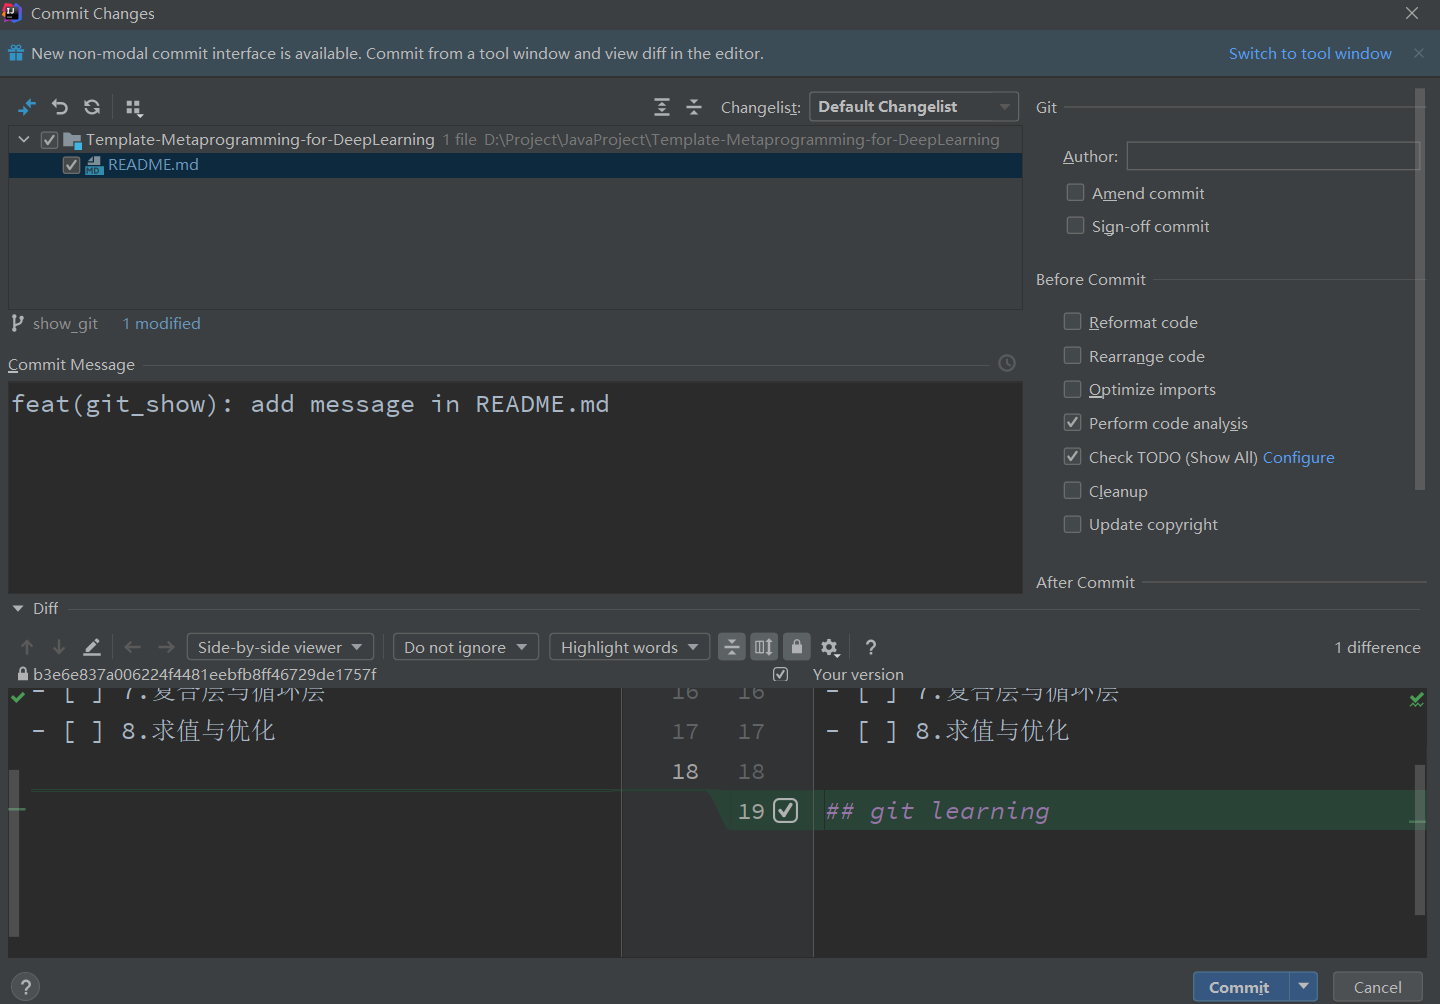 Commit Changes
New non-modal commit interface is available. Commit from a tool window and view diff in the editor.
Switch to tool window
Changelist:
Default Changelist
Template-Metaprogramming-for-DeepLearning 1 file D:\Project\JavaProject\Template-Metaprogramming-for-DeepLearning
README.md
show_git 1 modified
Commit Message
feat(git_show): add message in README.md
Git
Author:
Amend commit
Sign-off commit
Before Commit
Reformat code
Rearrange code
Optimize imports
Perform code analysis
Check TODO (Show All) Configure
Cleanup
Update copyright
After Commit
Diff
Side-by-side viewer
Do not ignore
Highlight words
?
1 difference
b3e6e837a006224f4481eebfb8ff46729de1757f
Your version
- [ ] 7.复合层与循环层 16 16 - [ ] 7.复合层与循环层
- [ ] 8.求值与优化 17 17 - [ ] 8.求值与优化
18 18
19 ## git learning
?
Commit
Cancel